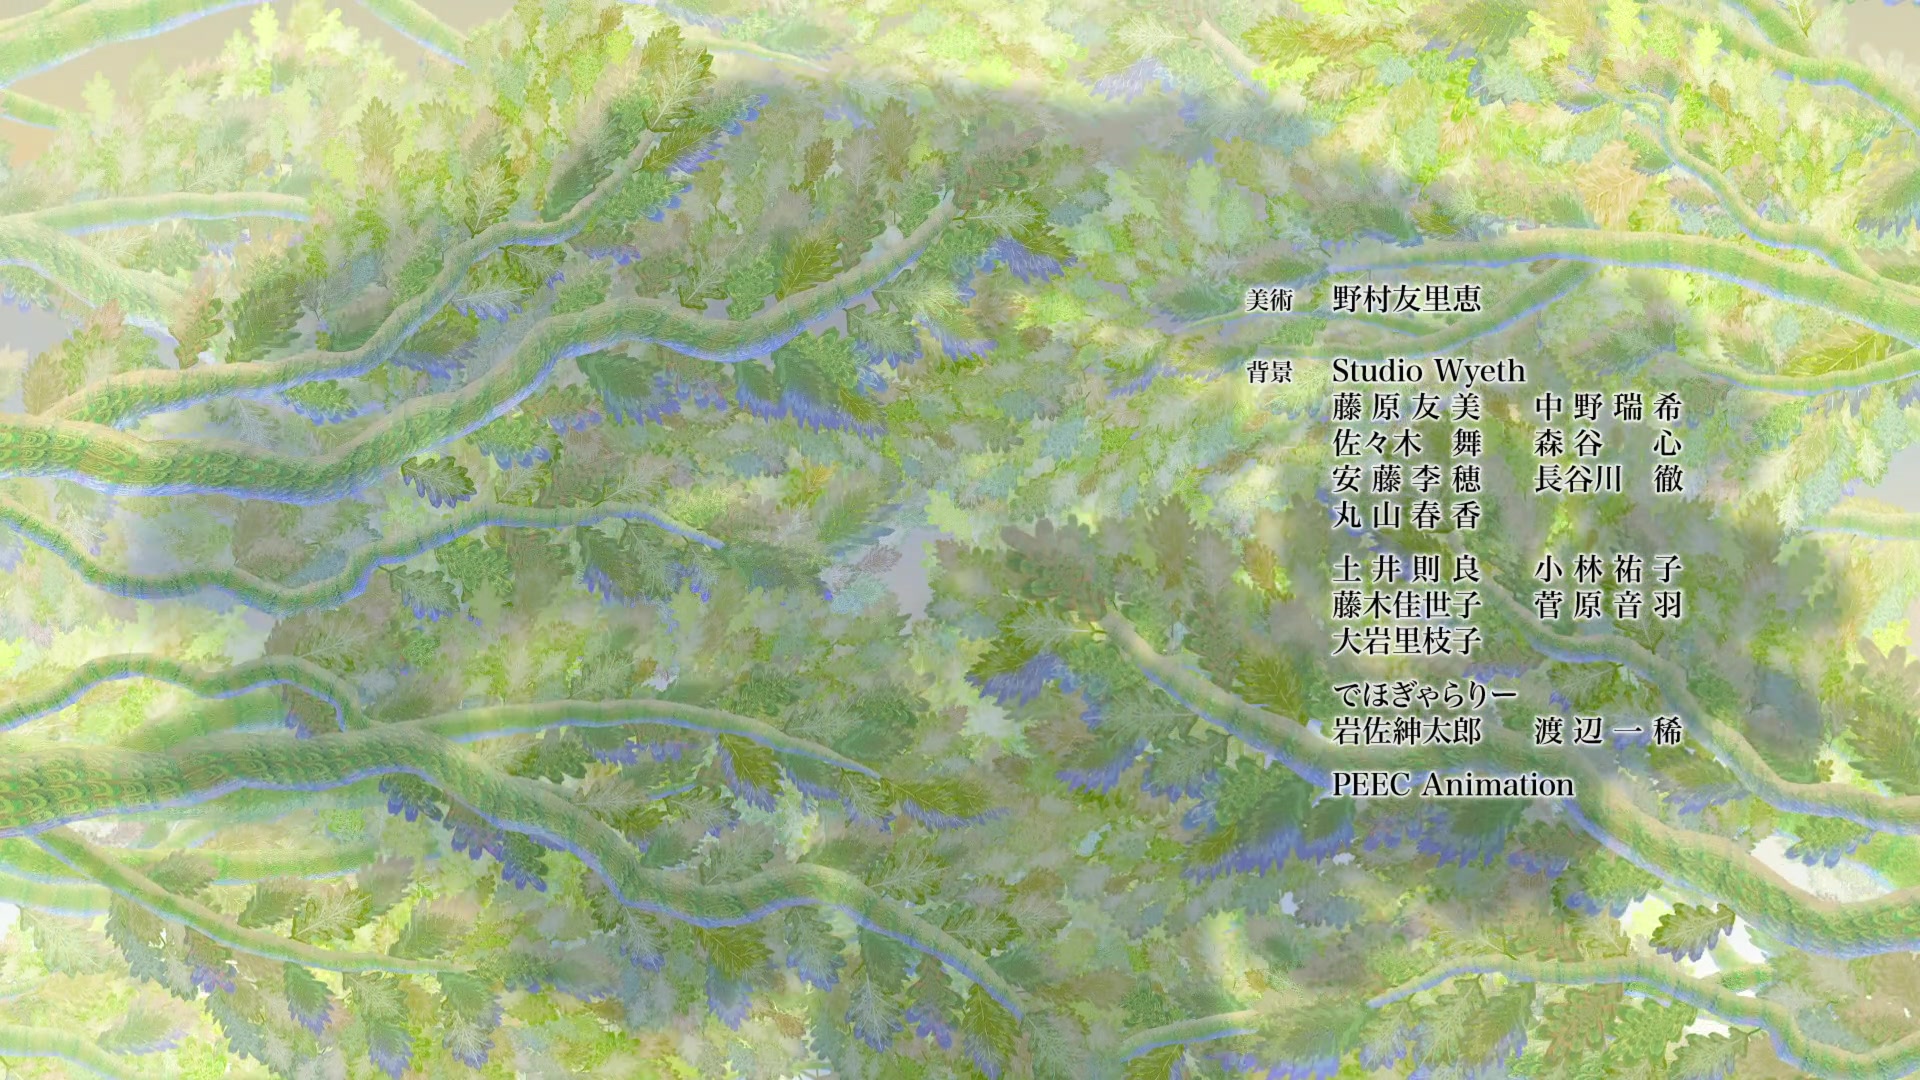 美術 野村友里恵
背景 Studio Wyeth
藤原友美 中野瑞希
佐々木 舞 森谷 心
安藤李穂 長谷川 徹
丸山春香
土井則良 小林祐子
藤木佳世子 菅原音羽
大岩里枝子
でほぎゃらりー
岩佐紳太郎 渡辺一稀
PEEC Animation